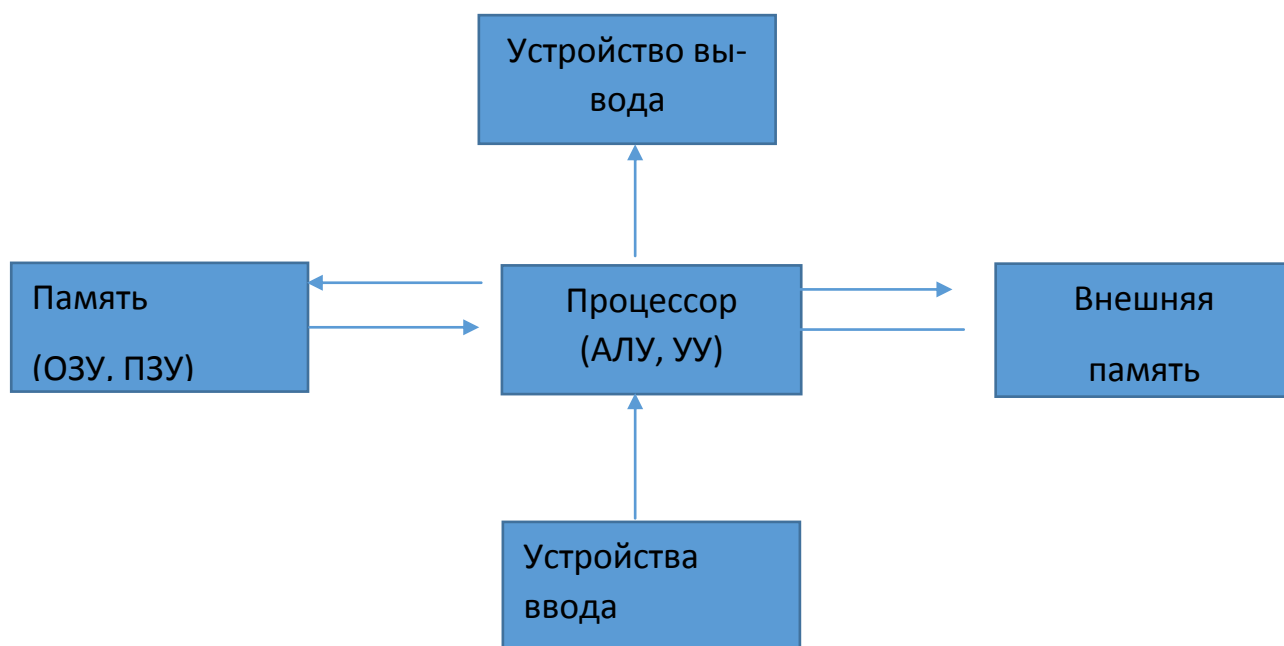 Устройство вы-
вода
Память
(ОЗУ, ПЗУ)
Процессор
(АЛУ, УУ)
Внешняя
память
Устройства
ввода